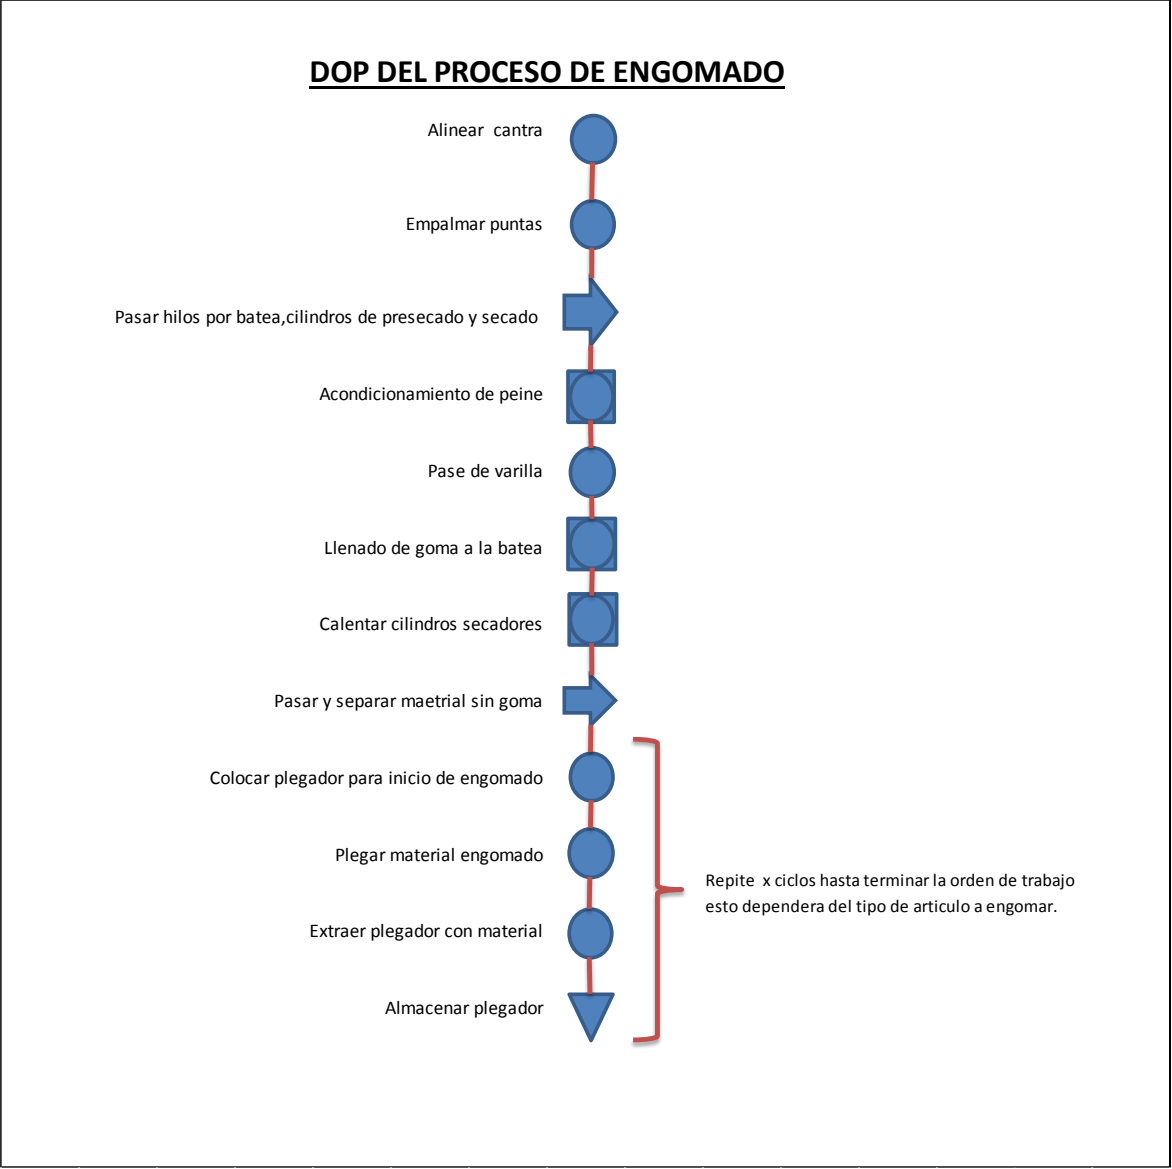 DOP DEL PROCESO DE ENGOMADO
Alinear cantra
Empalmar puntas
Pasar hilos por batea,cilindros de presecado y secado
Acondicionamiento de peine
Pase de varilla
Llenado de goma a la batea
Calentar cilindros secadores
Pasar y separar maetrial sin goma
Colocar plegador para inicio de engomado
Plegar material engomado
Extraer plegador con material
Almacenar plegador
Repite x ciclos hasta terminar la orden de trabajo
esto dependera del tipo de articulo a engomar.